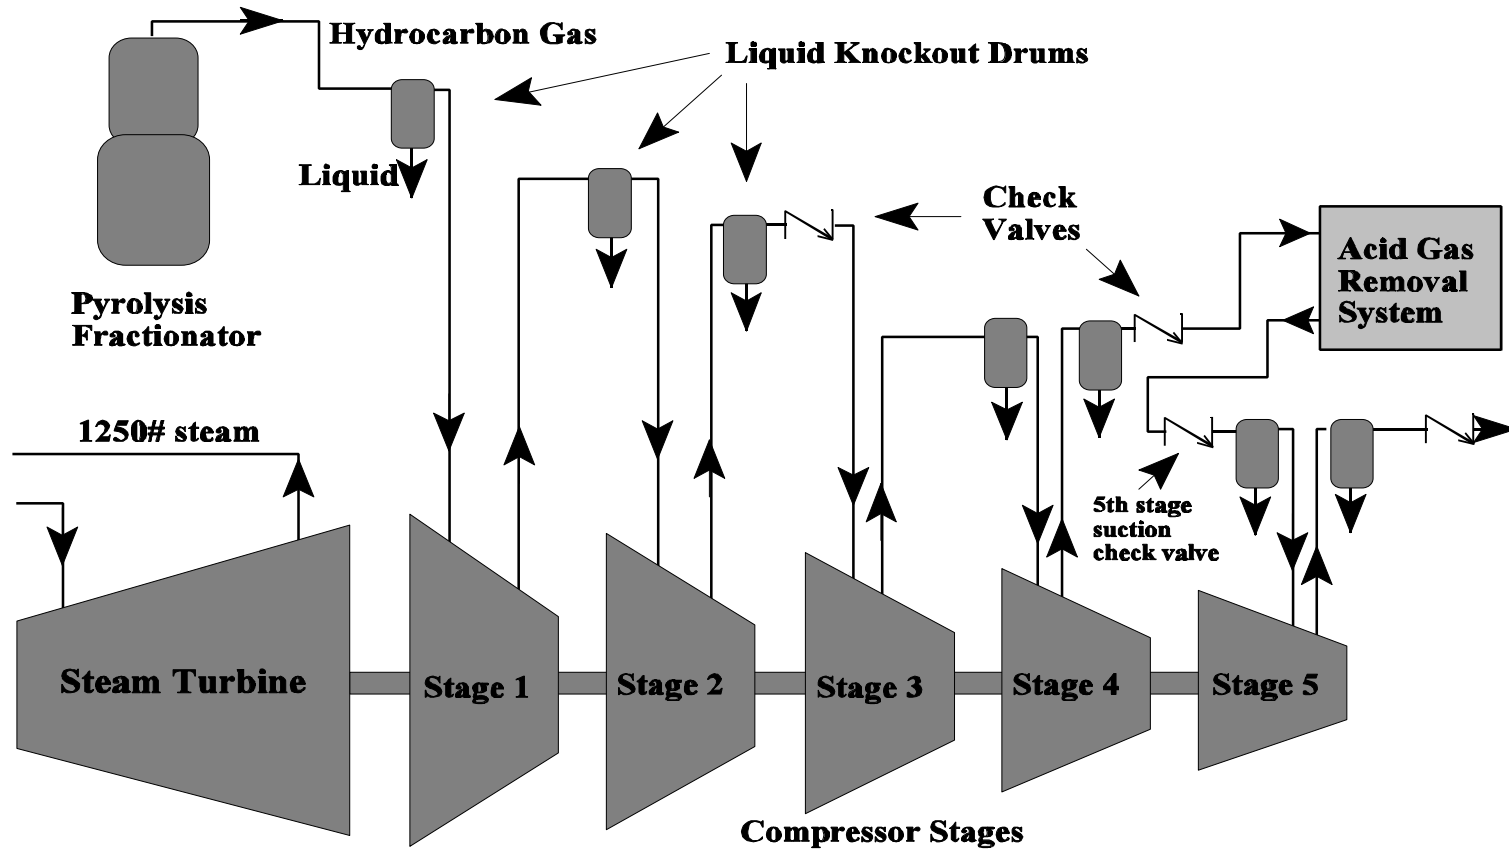 Hydrocarbon Gas
Liquid Knockout Drums
Liquid
Check
Valves
Acid Gas
Removal
System
Pyrolysis
Fractionator
1250# steam
5th stage
suction
check valve
Steam Turbine
Stage 1
Stage 2
Stage 3
Stage 4
Stage 5
Compressor Stages